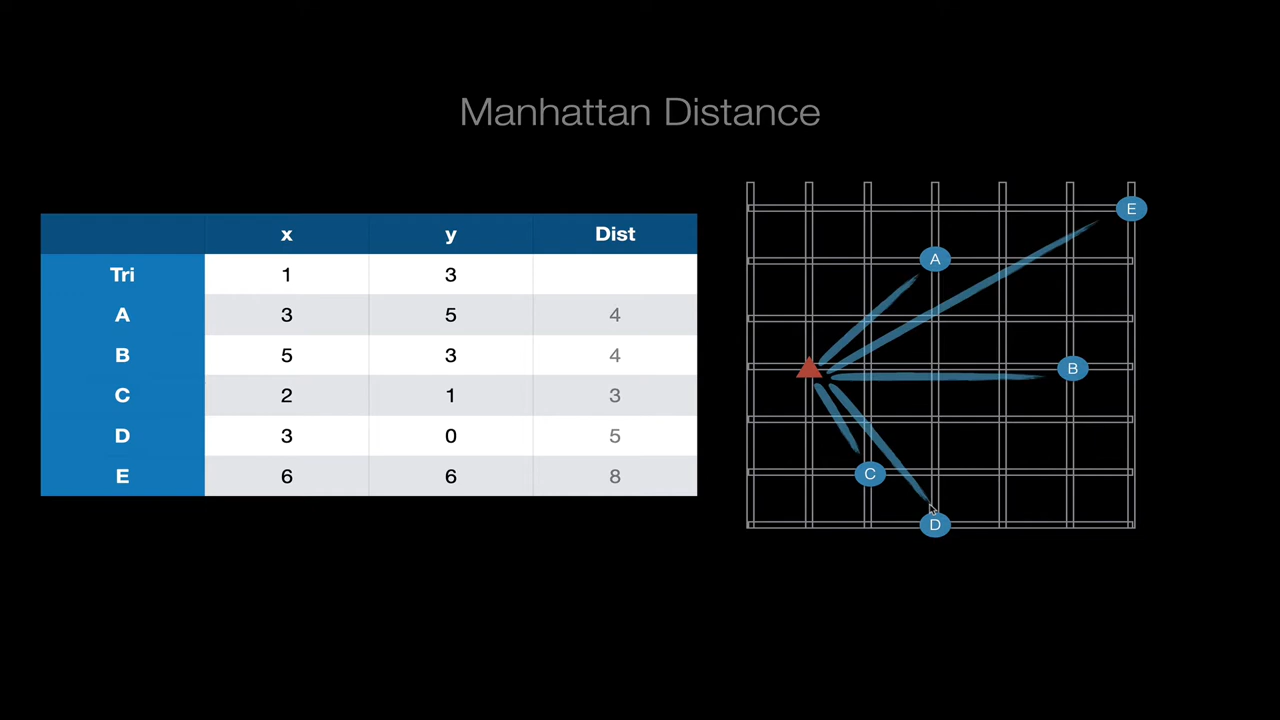 Manhattan Distance
x y Dist
Tri 1 3
A 3 5 4
B 5 3 4
C 2 1 3
D 3 0 5
E 6 6 8
E
A
B
C
D